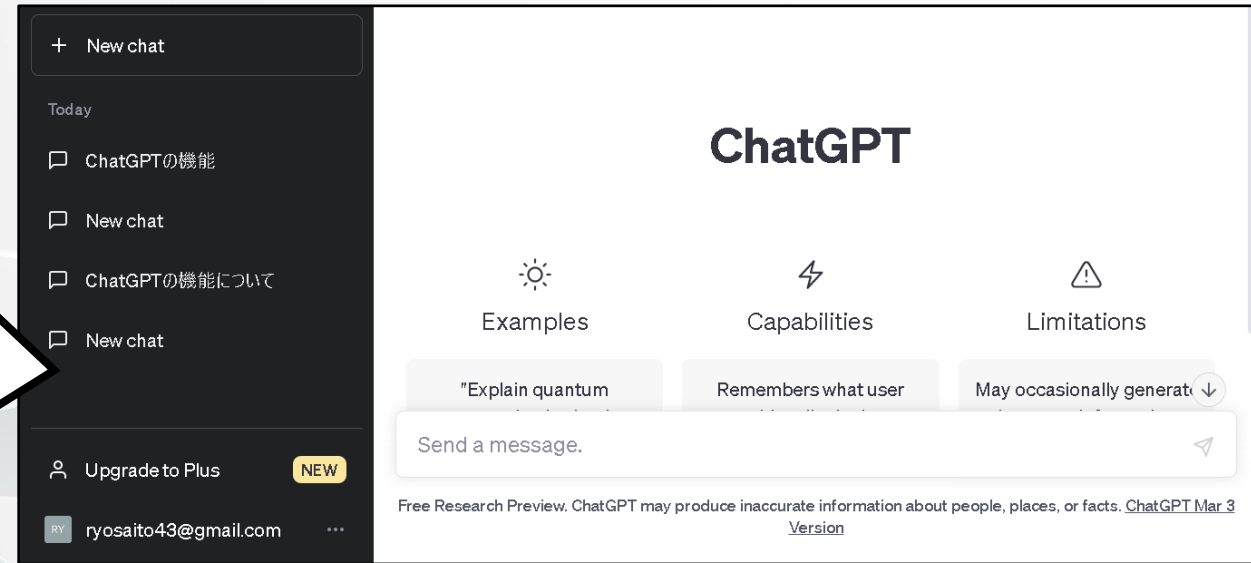 + New chat
Today
ChatGPTの機能
New chat
ChatGPTの機能について
New chat
Upgrade to Plus NEW
RY ryosaito43@gmail.com ...
ChatGPT
Examples
Capabilities
Limitations
"Explain quantum
Remembers what user
May occasionally generate
Send a message.
Free Research Preview. ChatGPT may produce inaccurate information about people, places, or facts. ChatGPT Mar 3
Version